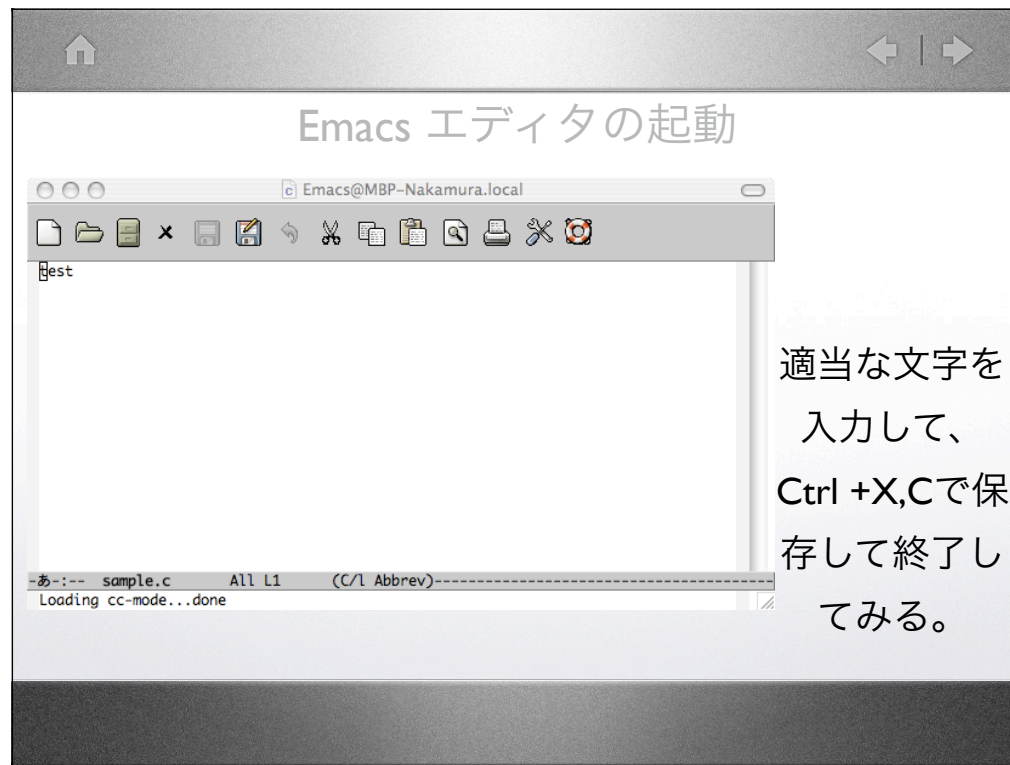 Emacs エディタの起動
Emacs@MBP-Nakamura.local
test
-あ-:-- sample.c All L1 (C/l Abbrev)----------------------------------------
Loading cc-mode...done
適当な文字を
入力して、
Ctrl +X,Cで保
存して終了し
てみる。